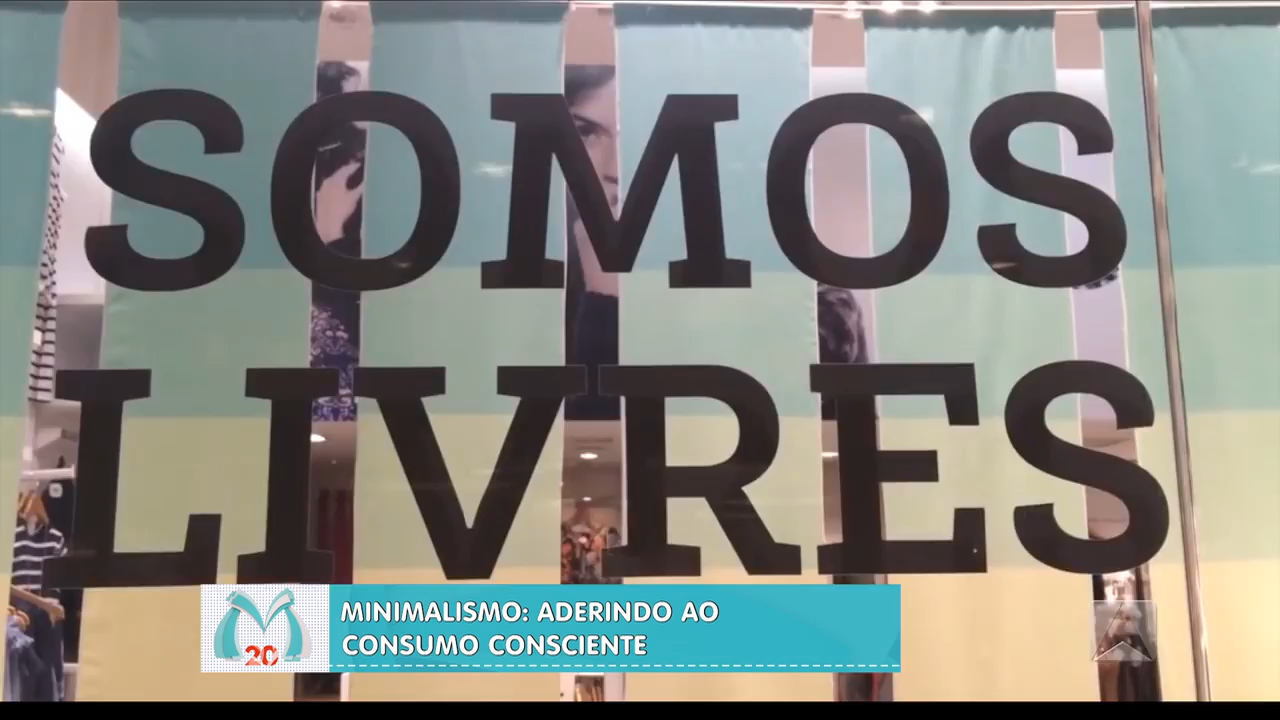 SOMOS
LIVRES
MINIMALISMO: ADERINDO AO
CONSUMO CONSCIENTE
20